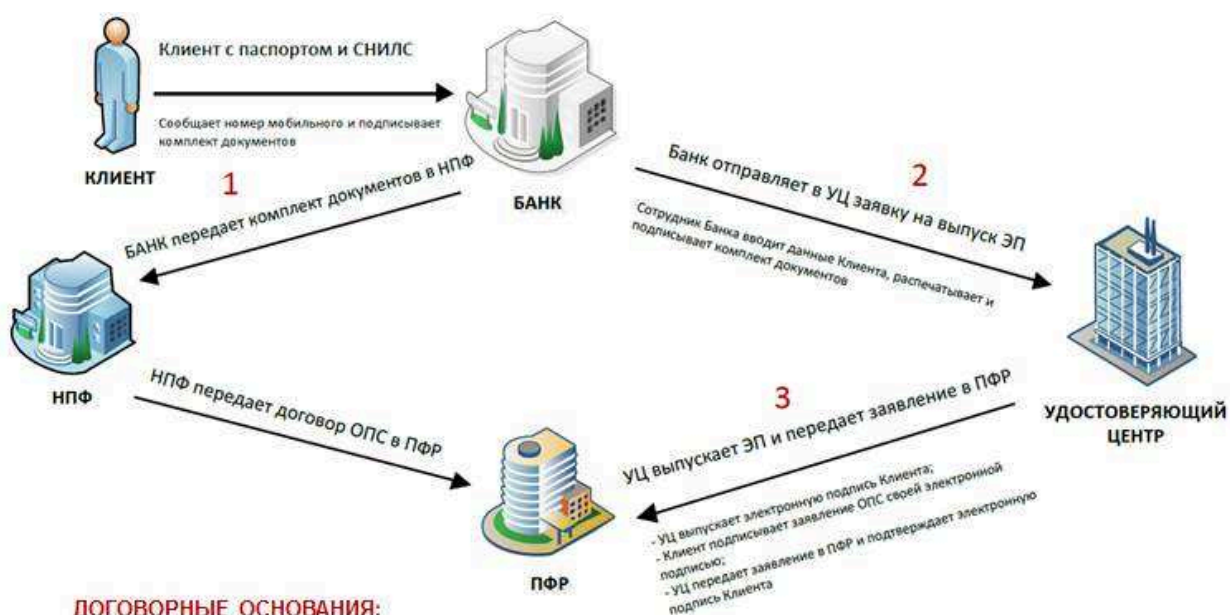 Клиент с паспортом и СНИЛС
Сообщает номер мобильного и подписывает
комплект документов
КЛИЕНТ
1
БАНК
БАНК передает комплект документов в НПФ
Банк отправляет в УЦ заявку на выпуск ЭП
2
Сотрудник Банка вводит данные Клиента, распечатывает и
подписывает комплект документов
НПФ
НПФ передает договор ОПС в ПФР
УДОСТОВЕРЯЮЩИЙ
ЦЕНТР
3
УЦ выпускает ЭП и передает заявление в ПФР
- УЦ выпускает электронную подпись Клиента;
- Клиент подписывает заявление ОПС своей электронной
подписью;
- УЦ передает заявление в ПФР и подтверждает электронную
подпись Клиента
ПФР
ДОГОВОРНЫЕ ОСНОВАНИЯ: